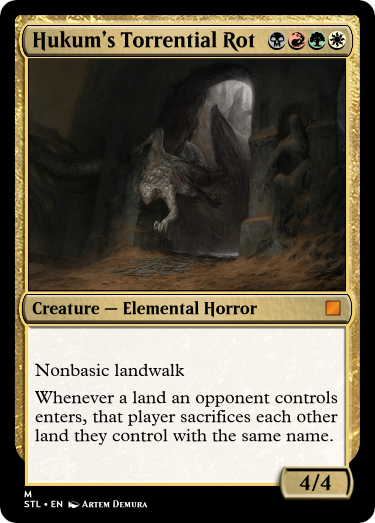 Hukum's Torrential Rot
Creature — Elemental Horror
Nonbasic landwalk
Whenever a land an opponent controls
enters, that player sacrifices each other
land they control with the same name.
4/4
M
STL • EN Artem Demura